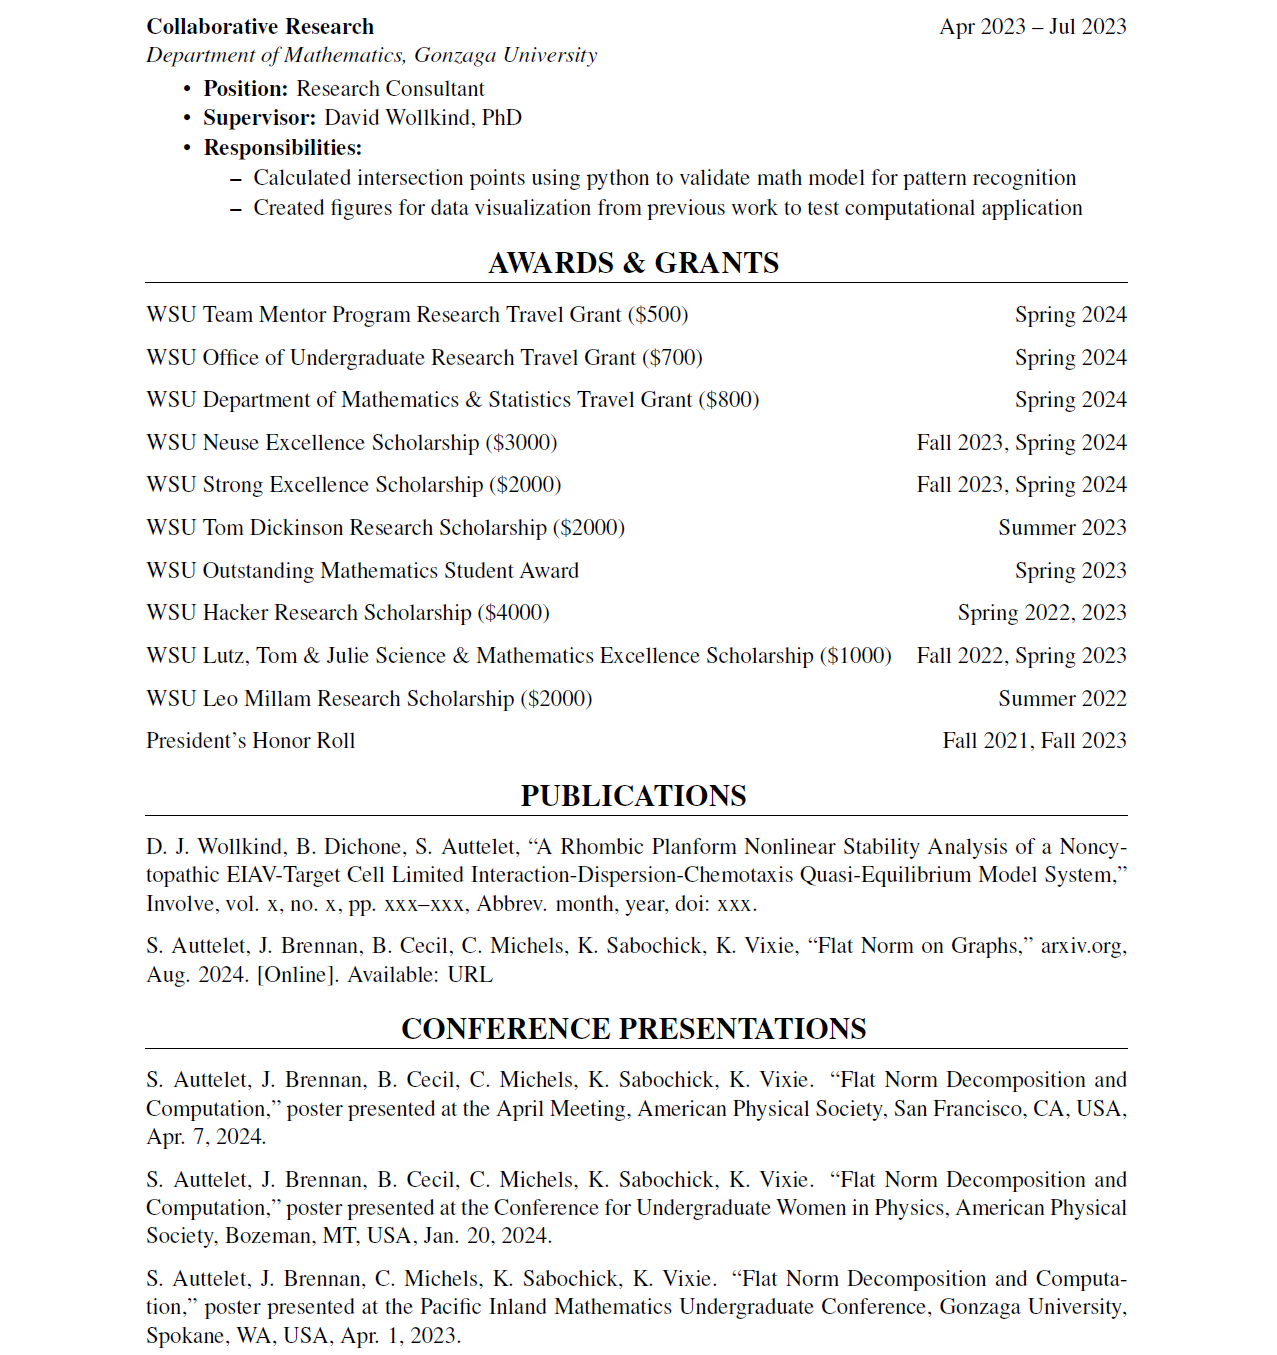 Collaborative Research Apr 2023 – Jul 2023
Department of Mathematics, Gonzaga University
• Position: Research Consultant
• Supervisor: David Wollkind, PhD
• Responsibilities:
– Calculated intersection points using python to validate math model for pattern recognition
– Created figures for data visualization from previous work to test computational application
AWARDS & GRANTS
WSU Team Mentor Program Research Travel Grant ($500) Spring 2024
WSU Office of Undergraduate Research Travel Grant ($700) Spring 2024
WSU Department of Mathematics & Statistics Travel Grant ($800) Spring 2024
WSU Neuse Excellence Scholarship ($3000) Fall 2023, Spring 2024
WSU Strong Excellence Scholarship ($2000) Fall 2023, Spring 2024
WSU Tom Dickinson Research Scholarship ($2000) Summer 2023
WSU Outstanding Mathematics Student Award Spring 2023
WSU Hacker Research Scholarship ($4000) Spring 2022, 2023
WSU Lutz, Tom & Julie Science & Mathematics Excellence Scholarship ($1000) Fall 2022, Spring 2023
WSU Leo Millam Research Scholarship ($2000) Summer 2022
President’s Honor Roll Fall 2021, Fall 2023
PUBLICATIONS
D. J. Wollkind, B. Dichone, S. Auttelet, “A Rhombic Planform Nonlinear Stability Analysis of a Noncy-
topathic EIAV-Target Cell Limited Interaction-Dispersion-Chemotaxis Quasi-Equilibrium Model System,”
Involve, vol. x, no. x, pp. xxx–xxx, Abbrev. month, year, doi: xxx.
S. Auttelet, J. Brennan, B. Cecil, C. Michels, K. Sabochick, K. Vixie, “Flat Norm on Graphs,” arxiv.org,
Aug. 2024. [Online]. Available: URL
CONFERENCE PRESENTATIONS
S. Auttelet, J. Brennan, B. Cecil, C. Michels, K. Sabochick, K. Vixie. “Flat Norm Decomposition and
Computation,” poster presented at the April Meeting, American Physical Society, San Francisco, CA, USA,
Apr. 7, 2024.
S. Auttelet, J. Brennan, B. Cecil, C. Michels, K. Sabochick, K. Vixie. “Flat Norm Decomposition and
Computation,” poster presented at the Conference for Undergraduate Women in Physics, American Physical
Society, Bozeman, MT, USA, Jan. 20, 2024.
S. Auttelet, J. Brennan, C. Michels, K. Sabochick, K. Vixie. “Flat Norm Decomposition and Computa-
tion,” poster presented at the Pacific Inland Mathematics Undergraduate Conference, Gonzaga University,
Spokane, WA, USA, Apr. 1, 2023.